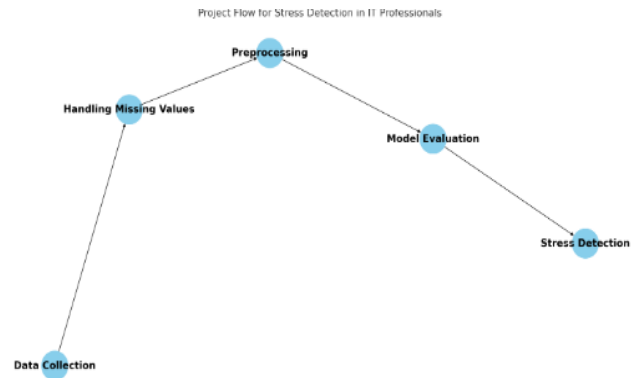 Project Flow for Stress Detection in IT Professionals
Preprocessing
Handling Missing Values
Model Evaluation
Stress Detection
Data Collection